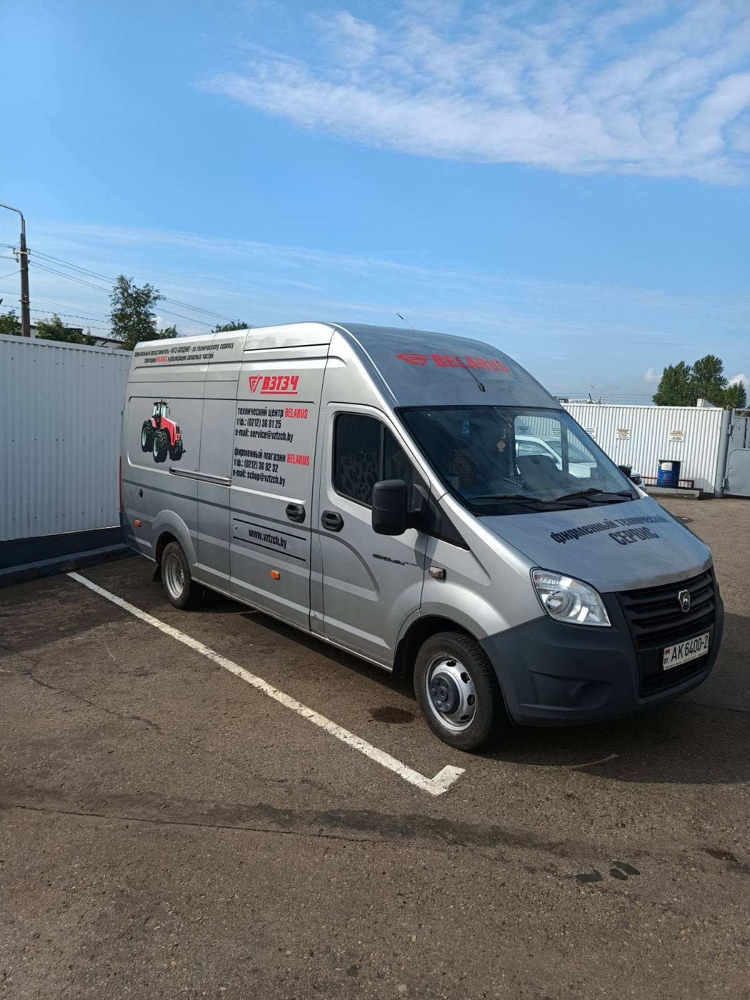 Официальный представитель «МТЗ-ХОЛДИНГ» по техническому сервису
тракторов BELARUS и реализации запасных частей
ВЭТЗЧ
технический центр BELARUS
т/ф.: (0212) 36 81 25
e-mail: service@vztzch.by
фирменный магазин BELARUS
т/ф.: (0212) 36 82 32
e-mail: schop@vztzch.by
www.vztzch.by
BELARUS
фирменный технический
СЕРВИС
BY AK 6400-2